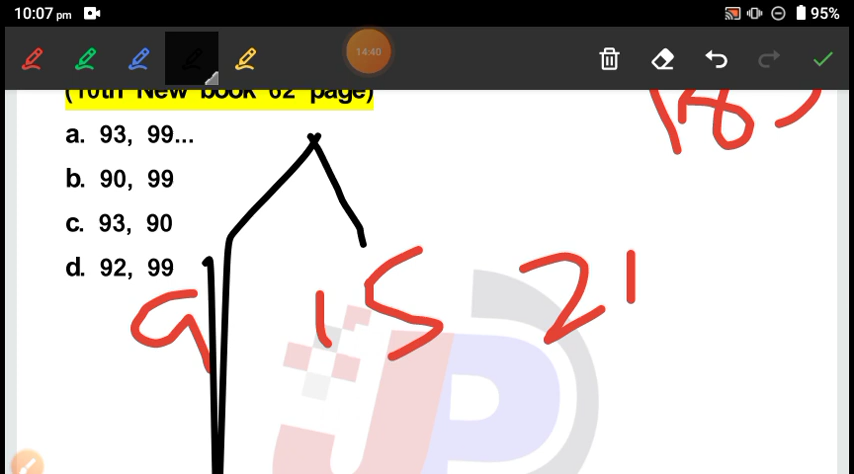 10:07 pm 95%
14:40
(10th New book 62 page)
a. 93, 99...
b. 90, 99
c. 93, 90
d. 92, 99
9 15 21
JP